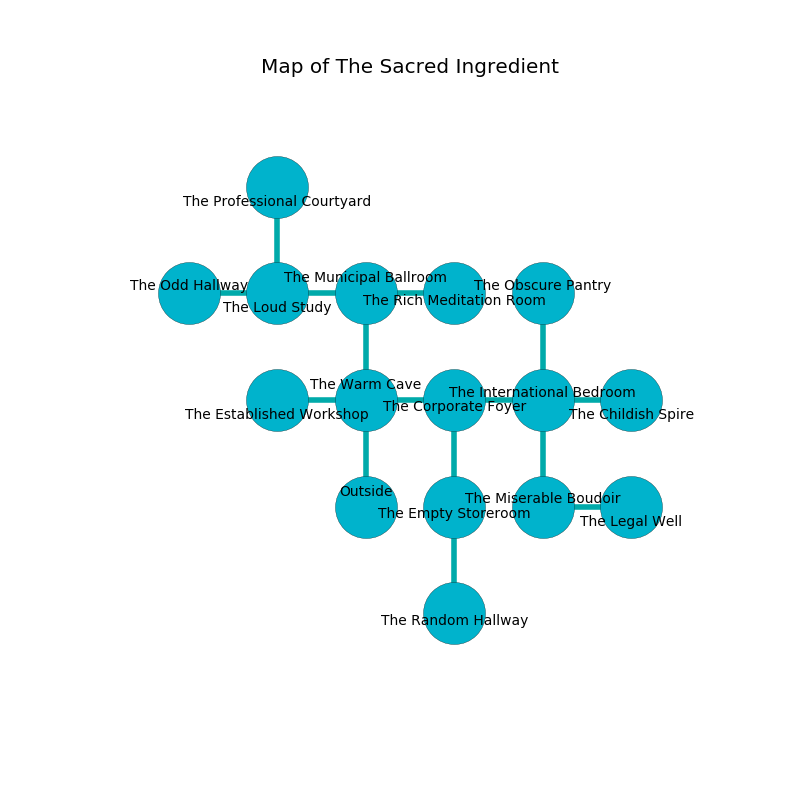 Map of The Sacred Ingredient
The Professional Courtyard
The Municipal Ballroom
The Odd Hallway
The Obscure Pantry
The Rich Meditation Room
The Loud Study
The Warm Cave
The International Bedroom
The Corporate Foyer
The Established Workshop
The Childish Spire
Outside
The Miserable Boudoir
The Empty Storeroom
The Legal Well
The Random Hallway